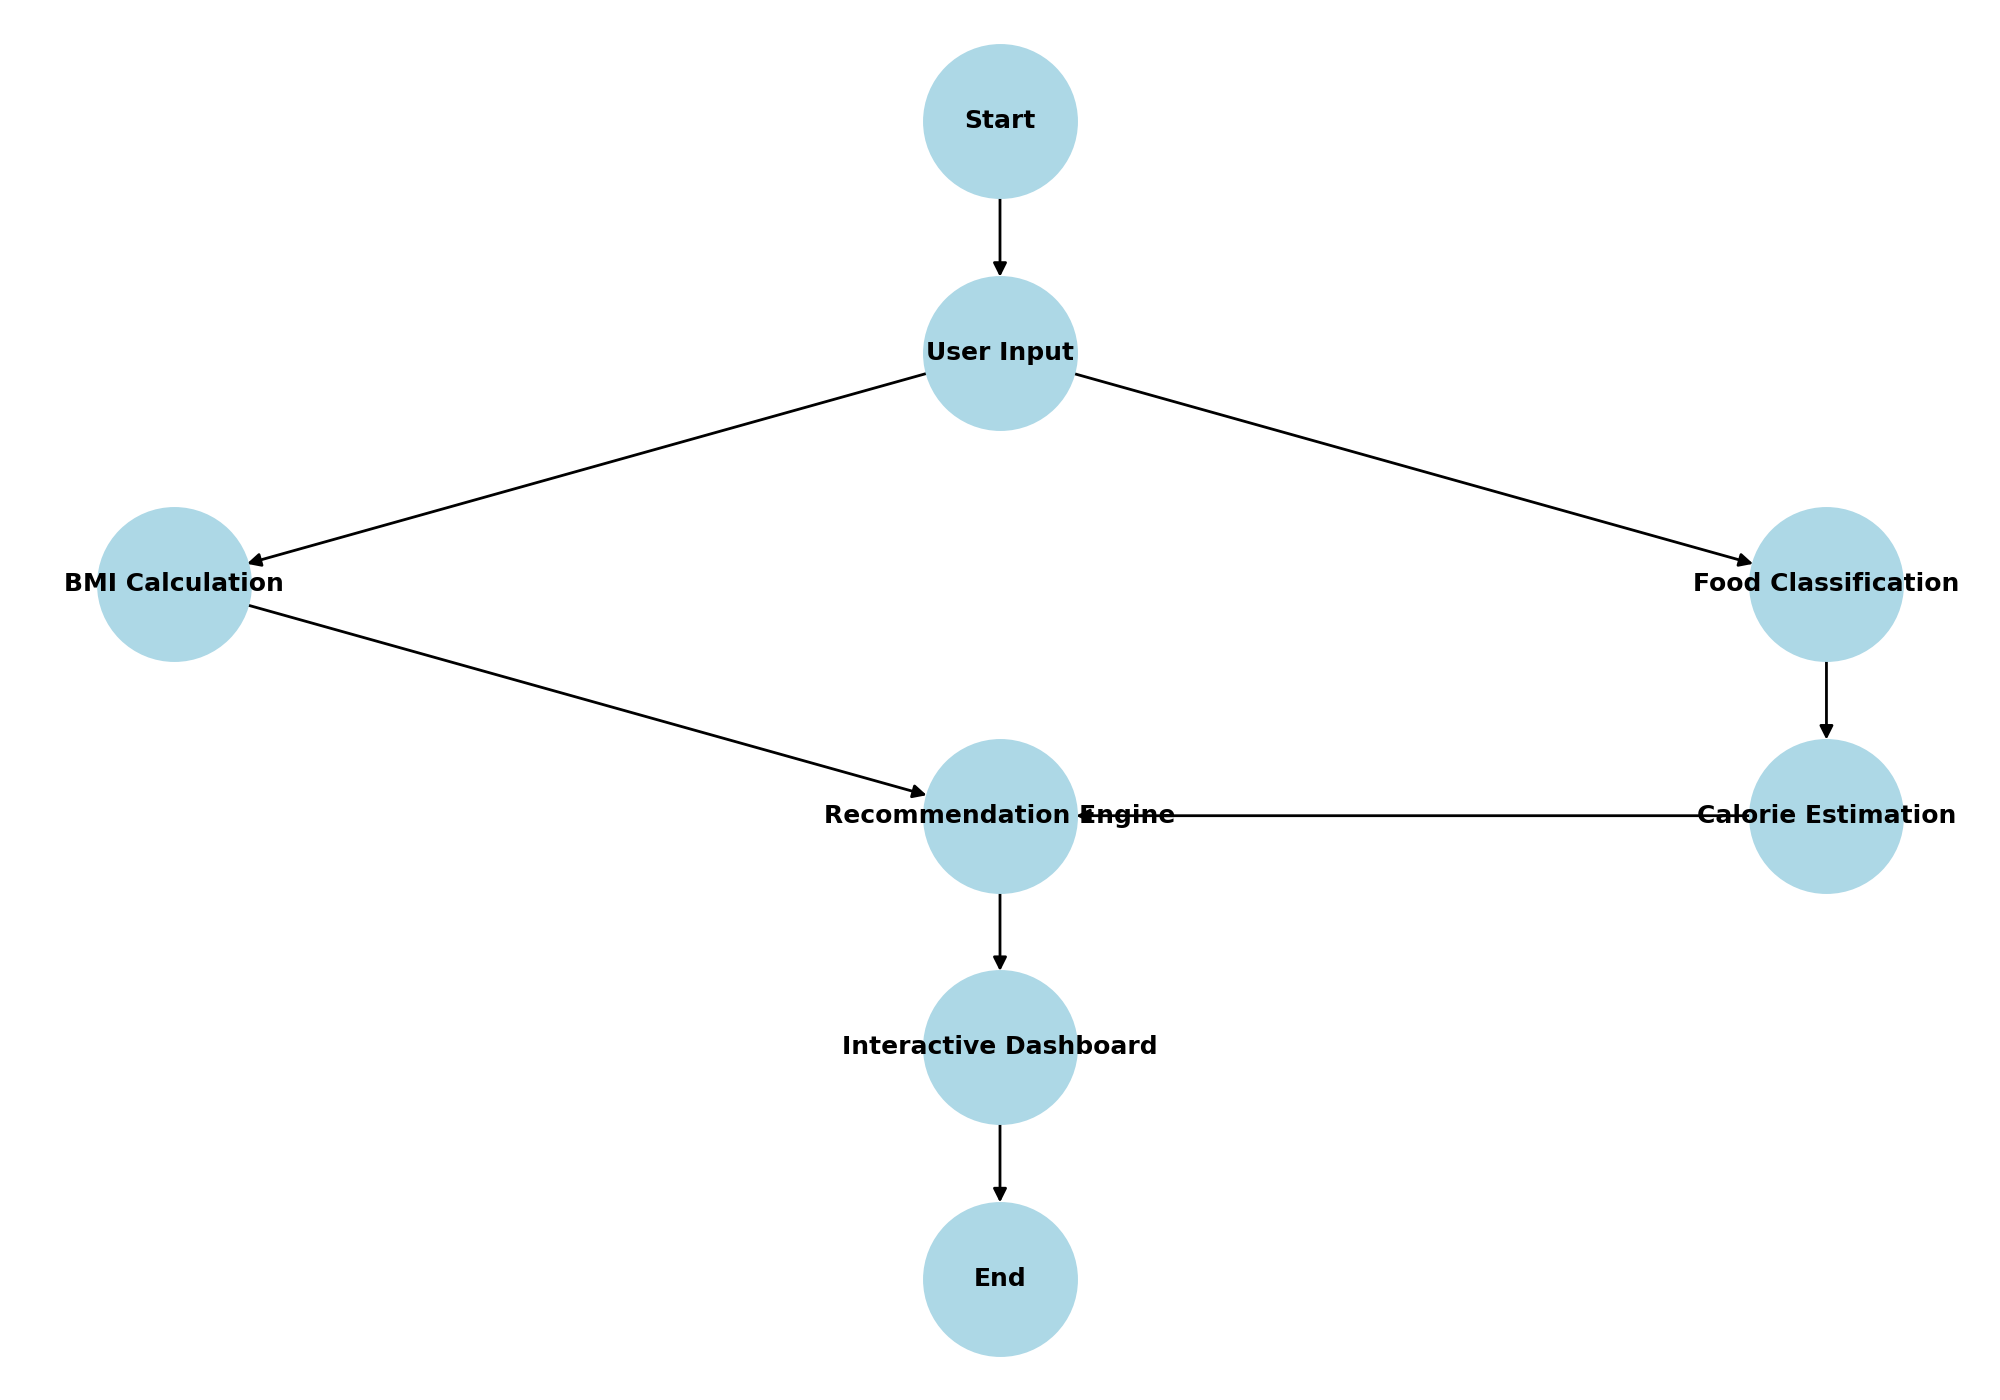 Start
User Input
BMI Calculation
Food Classification
Recommendation Engine
Calorie Estimation
Interactive Dashboard
End